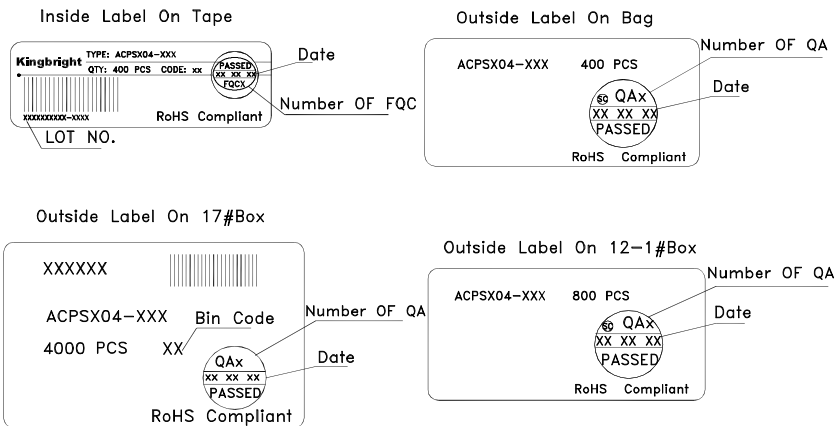 Inside Label On Tape
Kingbright
TYPE: ACPSX04-XXX
QTY: 400 PCS CODE: xx
PASSED
XX XX XX
FQCX
XXXXXXXXXX-XXXX
RoHS Compliant
Date
Number OF FQC
LOT NO.
Outside Label On Bag
ACPSX04-XXX 400 PCS
SC QAx
XX XX XX
PASSED
RoHS Compliant
Number OF QA
Date
Outside Label On 17#Box
XXXXXX
ACPSX04-XXX
Bin Code
4000 PCS XX
QAx
XX XX XX
PASSED
RoHS Compliant
Number OF QA
Date
Outside Label On 12-1#Box
ACPSX04-XXX 800 PCS
SC QAx
XX XX XX
PASSED
RoHS Compliant
Number OF QA
Date